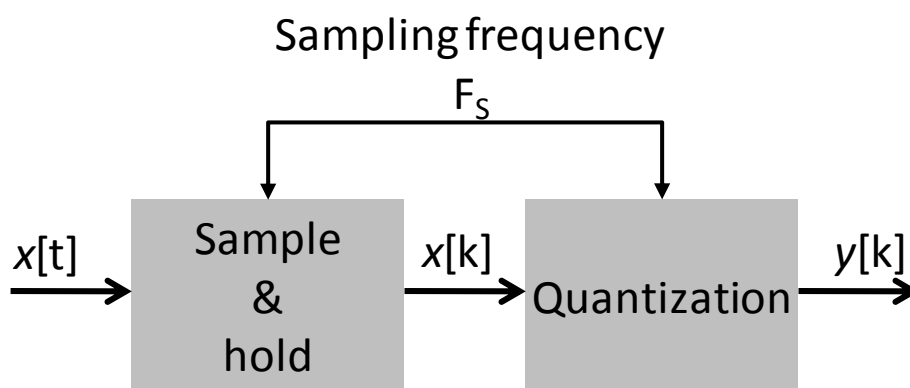 Sampling frequency
F_S
x[t]
Sample
&
hold
x[k]
Quantization
y[k]